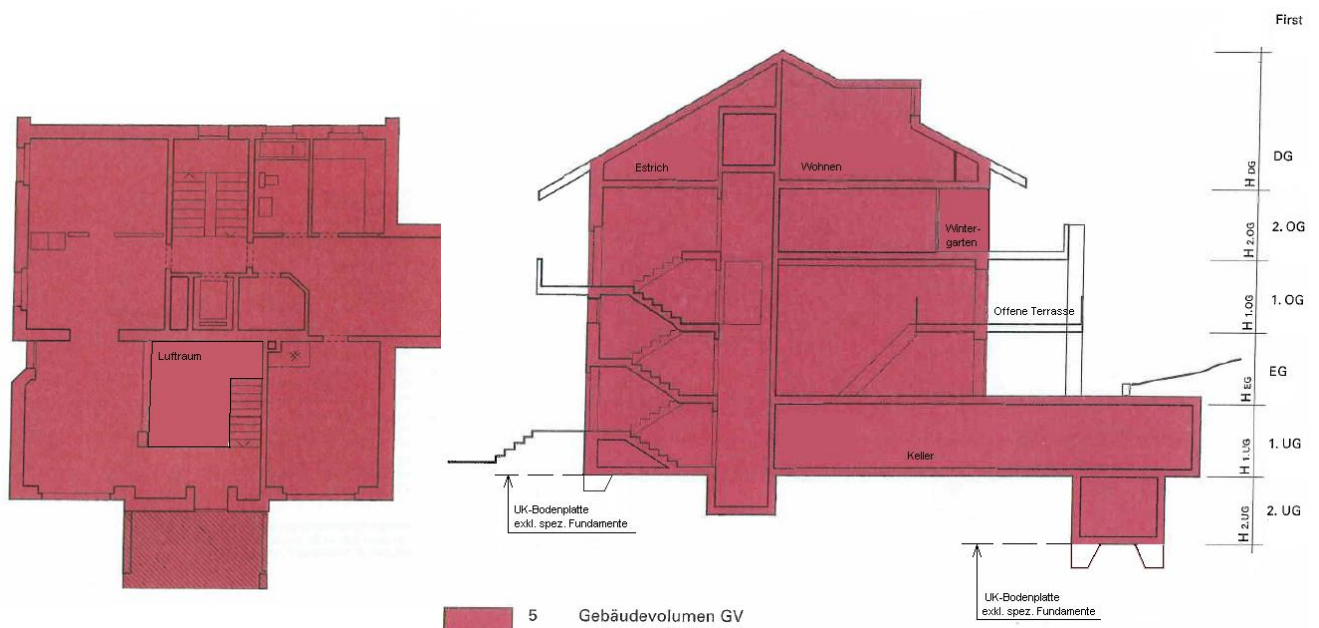 First
Luftraum
Estrich
Wohnen
Winter-
garten
Offene Terrasse
Keller
UK-Bodenplatte
exkl. spez. Fundamente
UK-Bodenplatte
exkl. spez. Fundamente
H DG
DG
H 2.OG
2. OG
H 1.OG
1. OG
H EG
EG
H 1.UG
1. UG
H 2.UG
2. UG
5 Gebäudevolumen GV